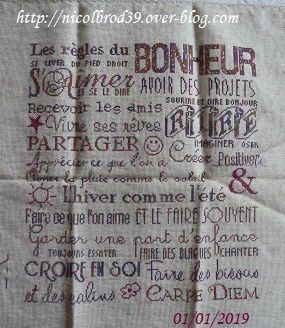 http://nicolbrod39.over-blog.com
Les règles du BONHEUR
SE LEVER DU PIED DROIT
S'Aimer AVOIR DES PROJETS
ET SE LE DIRE
SOURIRE ET DIRE BONJOUR
Recevoir les amis
Vivre ses rêves
IMAGINER OSER
PARTAGER
Apprécier ce que l'on a Créer Positiver
la pluie comme le soleil &
L'hiver comme l'été
Faire ce que l'on aime ET LE FAIRE SOUVENT
Garder une part d'enfance
TOUJOURS ESSAYER FAIRE DES BLAGUES CHANTER
CROIRE EN SOI Faire des bisous
et des calins CARPE DIEM
01/01/2019